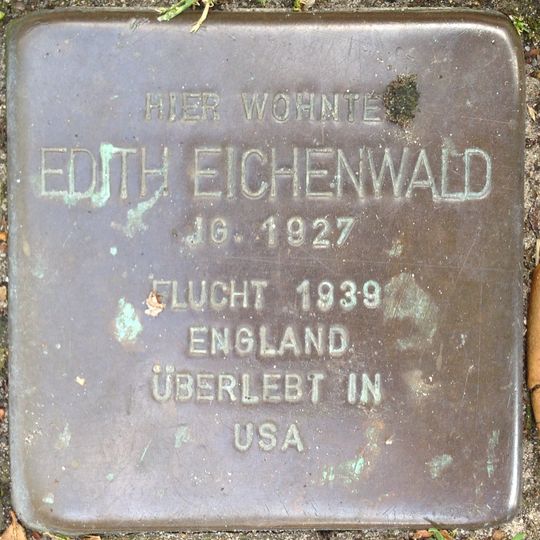 HIER WOHNTE
EDITH EICHENWALD
JG. 1927
FLUCHT 1939
ENGLAND
ÜBERLEBT IN
USA